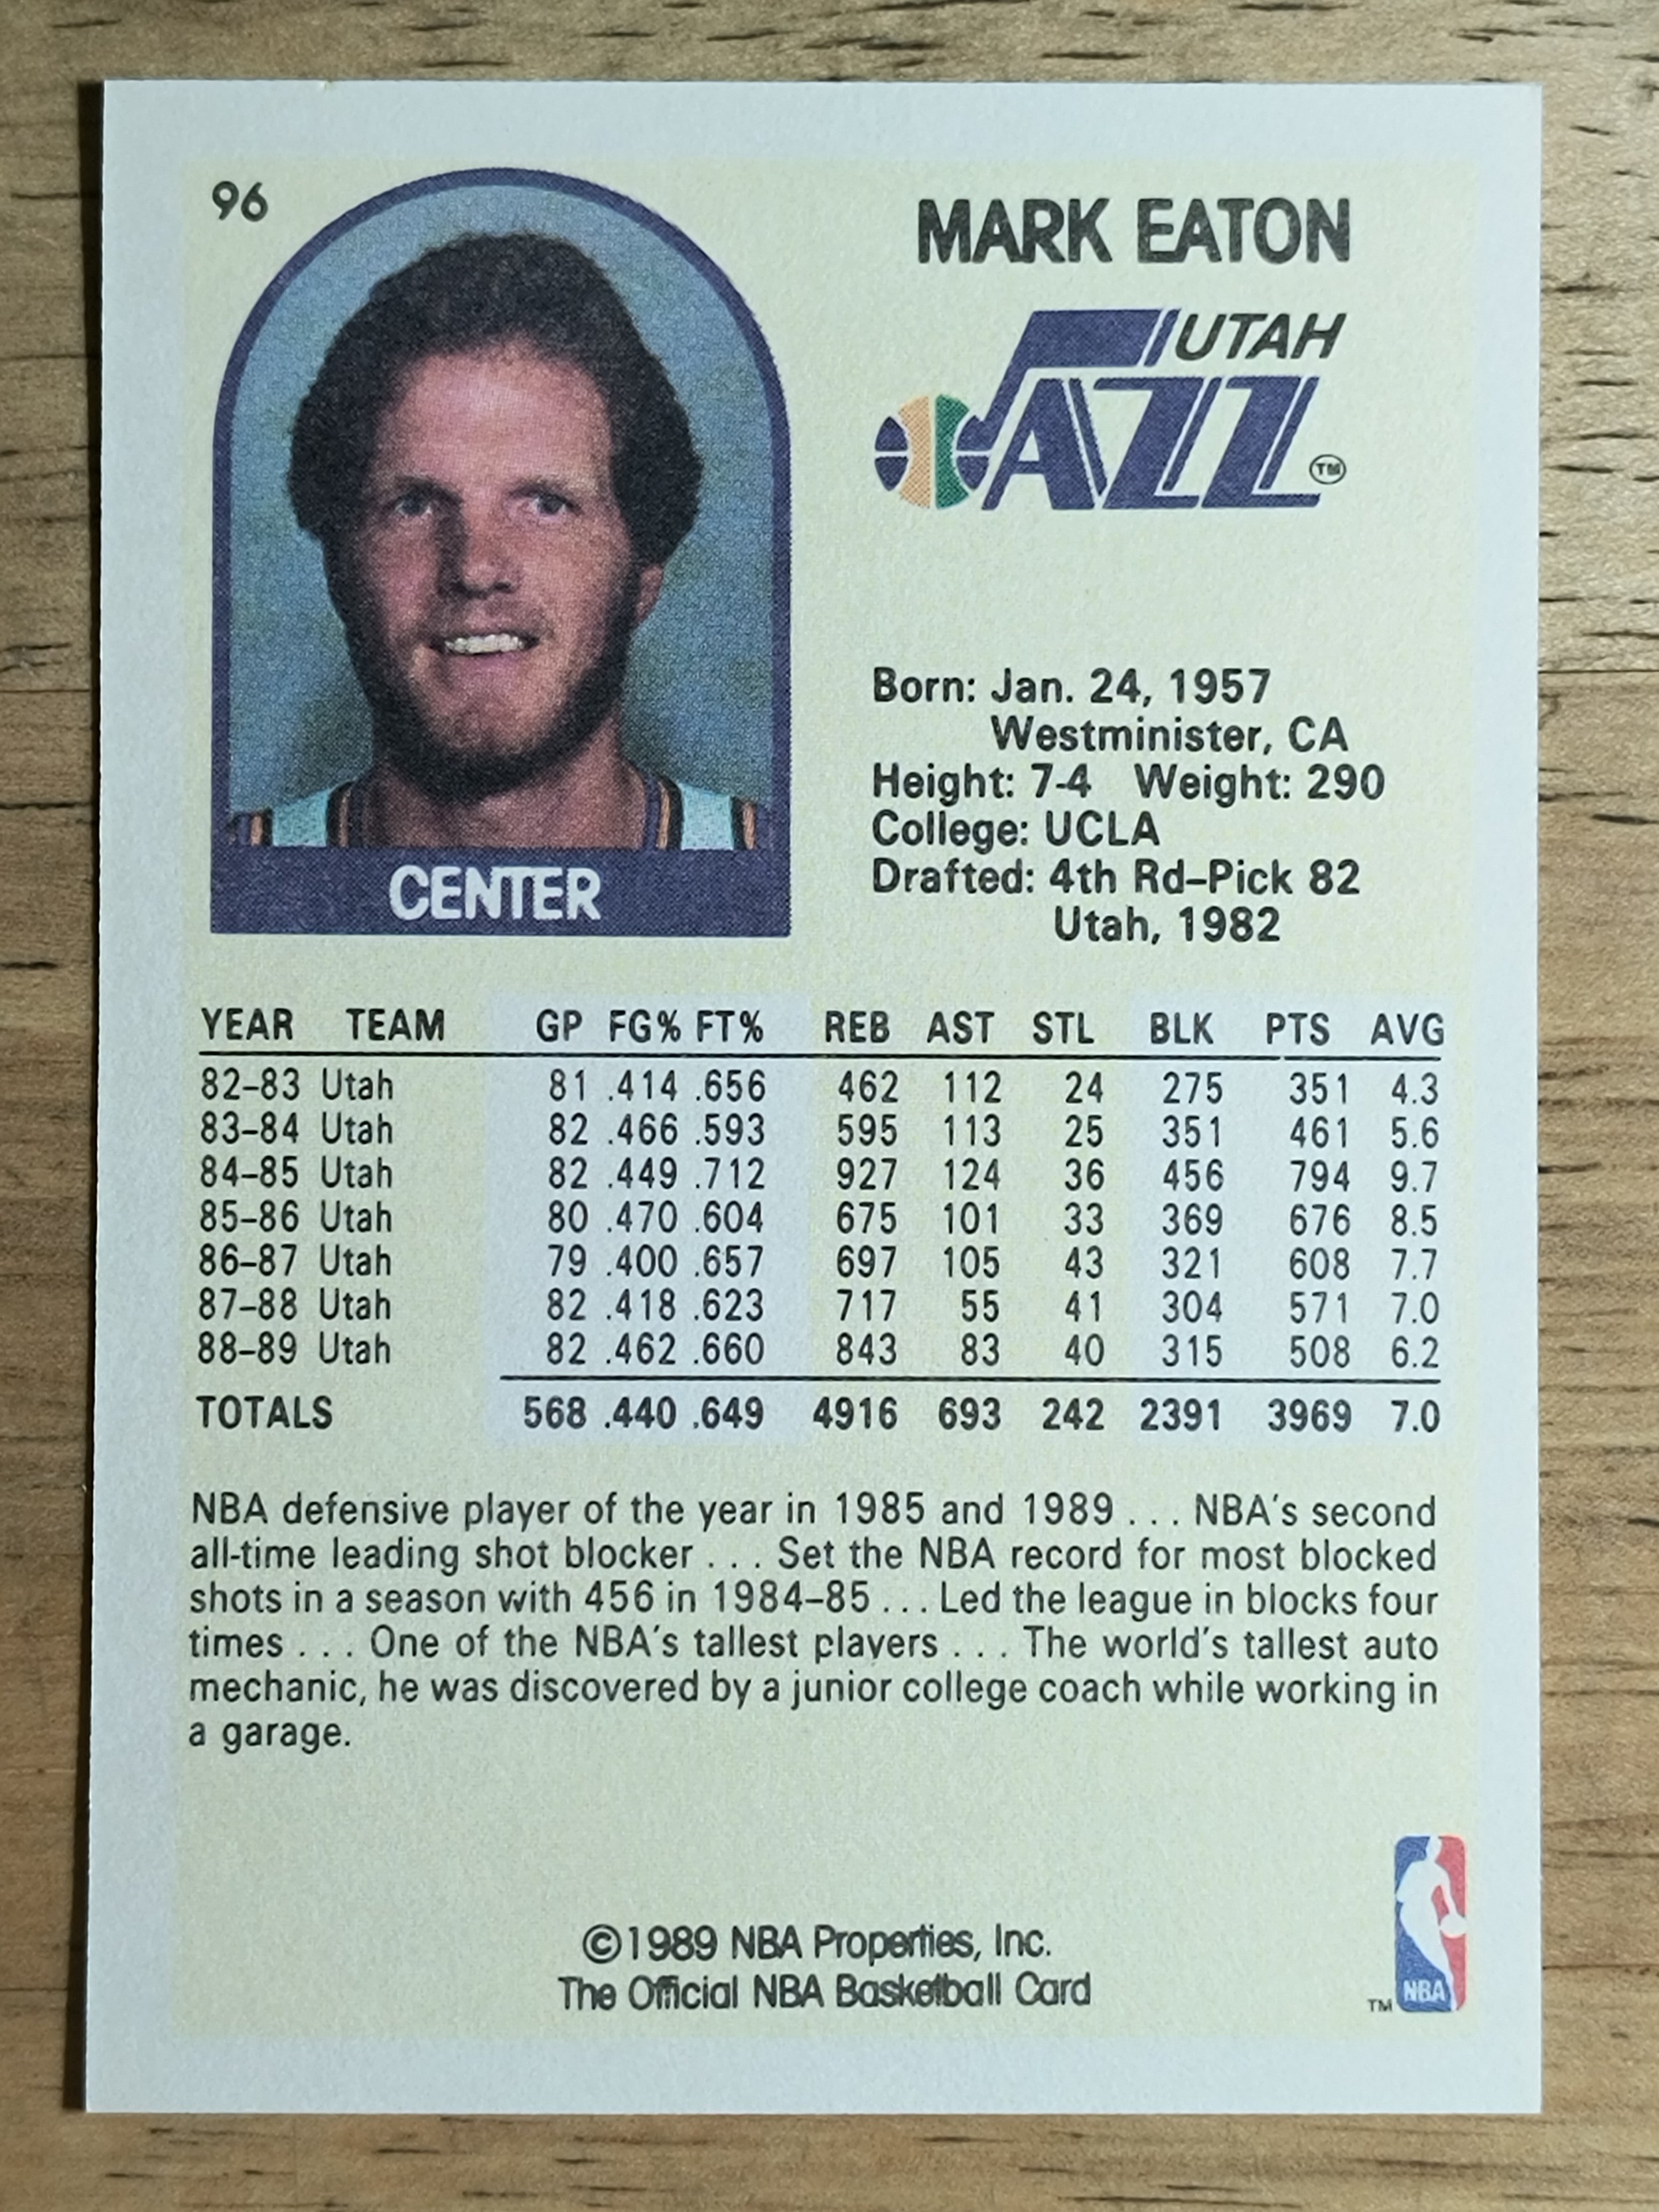 96
MARK EATON
UTAH
JAZZ
TM
CENTER
Born: Jan. 24, 1957
Westminister, CA
Height: 7-4 Weight: 290
College: UCLA
Drafted: 4th Rd–Pick 82
Utah, 1982
YEAR TEAM GP FG% FT% REB AST STL BLK PTS AVG
82–83 Utah 81 .414 .656 462 112 24 275 351 4.3
83–84 Utah 82 .466 .593 595 113 25 351 461 5.6
84–85 Utah 82 .449 .712 927 124 36 456 794 9.7
85–86 Utah 80 .470 .604 675 101 33 369 676 8.5
86–87 Utah 79 .400 .657 697 105 43 321 608 7.7
87–88 Utah 82 .418 .623 717 55 41 304 571 7.0
88–89 Utah 82 .462 .660 843 83 40 315 508 6.2
TOTALS 568 .440 .649 4916 693 242 2391 3969 7.0
NBA defensive player of the year in 1985 and 1989 . . . NBA's second
all-time leading shot blocker . . . Set the NBA record for most blocked
shots in a season with 456 in 1984–85 . . . Led the league in blocks four
times . . . One of the NBA's tallest players . . . The world's tallest auto
mechanic, he was discovered by a junior college coach while working in
a garage.
©1989 NBA Properties, Inc.
The Official NBA Basketball Card
TM
NBA